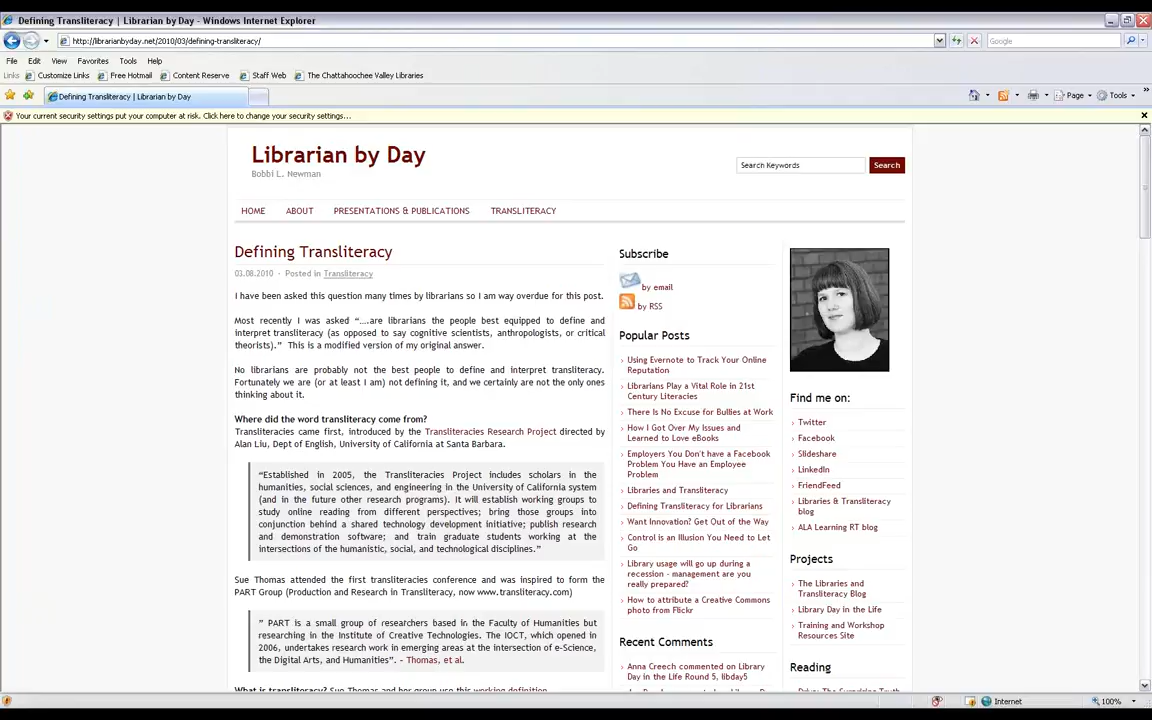 Defining Transliteracy | Librarian by Day - Windows Internet Explorer
http://librarianbyday.net/2010/03/defining-transliteracy/
Google
File Edit View Favorites Tools Help
Links Customize Links Free Hotmail Content Reserve Staff Web The Chattahoochee Valley Libraries
Defining Transliteracy | Librarian by Day
Page Tools
Your current security settings put your computer at risk. Click here to change your security settings...
Librarian by Day
Bobbi L. Newman
Search Keywords
Search
HOME ABOUT PRESENTATIONS & PUBLICATIONS TRANSLITERACY
Defining Transliteracy
03.08.2010 - Posted in Transliteracy
I have been asked this question many times by librarians so I am way overdue for this post.
Most recently I was asked “....are librarians the people best equipped to define and
interpret transliteracy (as opposed to say cognitive scientists, anthropologists, or critical
theorists).” This is a modified version of my original answer.
No librarians are probably not the best people to define and interpret transliteracy.
Fortunately we are (or at least I am) not defining it, and we certainly are not the only ones
thinking about it.
Where did the word transliteracy come from?
Transliteracies came first, introduced by the Transliteracies Research Project directed by
Alan Liu, Dept of English, University of California at Santa Barbara.
“Established in 2005, the Transliteracies Project includes scholars in the
humanities, social sciences, and engineering in the University of California system
(and in the future other research programs). It will establish working groups to
study online reading from different perspectives; bring those groups into
conjunction behind a shared technology development initiative; publish research
and demonstration software; and train graduate students working at the
intersections of the humanistic, social, and technological disciplines.”
Sue Thomas attended the first transliteracies conference and was inspired to form the
PART Group (Production and Research in Transliteracy, now www.transliteracy.com)
” PART is a small group of researchers based in the Faculty of Humanities but
researching in the Institute of Creative Technologies. The IOCT, which opened in
2006, undertakes research work in emerging areas at the intersection of e-Science,
the Digital Arts, and Humanities”. - Thomas, et al.
What is transliteracy? Sue Thomas and her group use this working definition
Subscribe
by email
by RSS
Popular Posts
Using Evernote to Track Your Online
Reputation
Librarians Play a Vital Role in 21st
Century Literacies
There Is No Excuse for Bullies at Work
How I Got Over My Issues and
Learned to Love eBooks
Employers You Don't have a Facebook
Problem You Have an Employee
Problem
Libraries and Transliteracy
Defining Transliteracy for Librarians
Want Innovation? Get Out of the Way
Control is an Illusion You Need to Let
Go
Library usage will go up during a
recession - management are you
really prepared?
How to attribute a Creative Commons
photo from Flickr
Recent Comments
Anna Creech commented on Library
Day in the Life Round 5, libday5
Find me on:
Twitter
Facebook
Slideshare
LinkedIn
FriendFeed
Libraries & Transliteracy
blog
ALA Learning RT blog
Projects
The Libraries and
Transliteracy Blog
Library Day in the Life
Training and Workshop
Resources Site
Reading
Drive: The Surprising Truth
Internet
100%